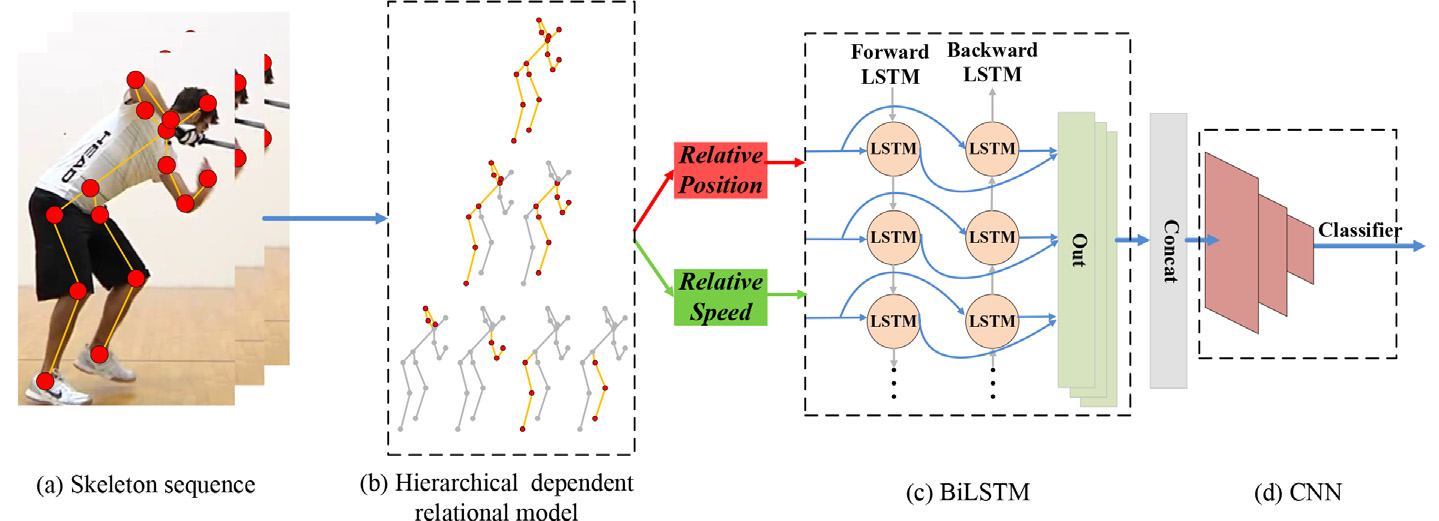 HEAD
Relative
Position
Relative
Speed
Forward
LSTM
Backward
LSTM
LSTM
LSTM
LSTM
LSTM
LSTM
LSTM
Out
Concat
Classifier
(a) Skeleton sequence
(b) Hierarchical dependent
relational model
(c) BiLSTM
(d) CNN